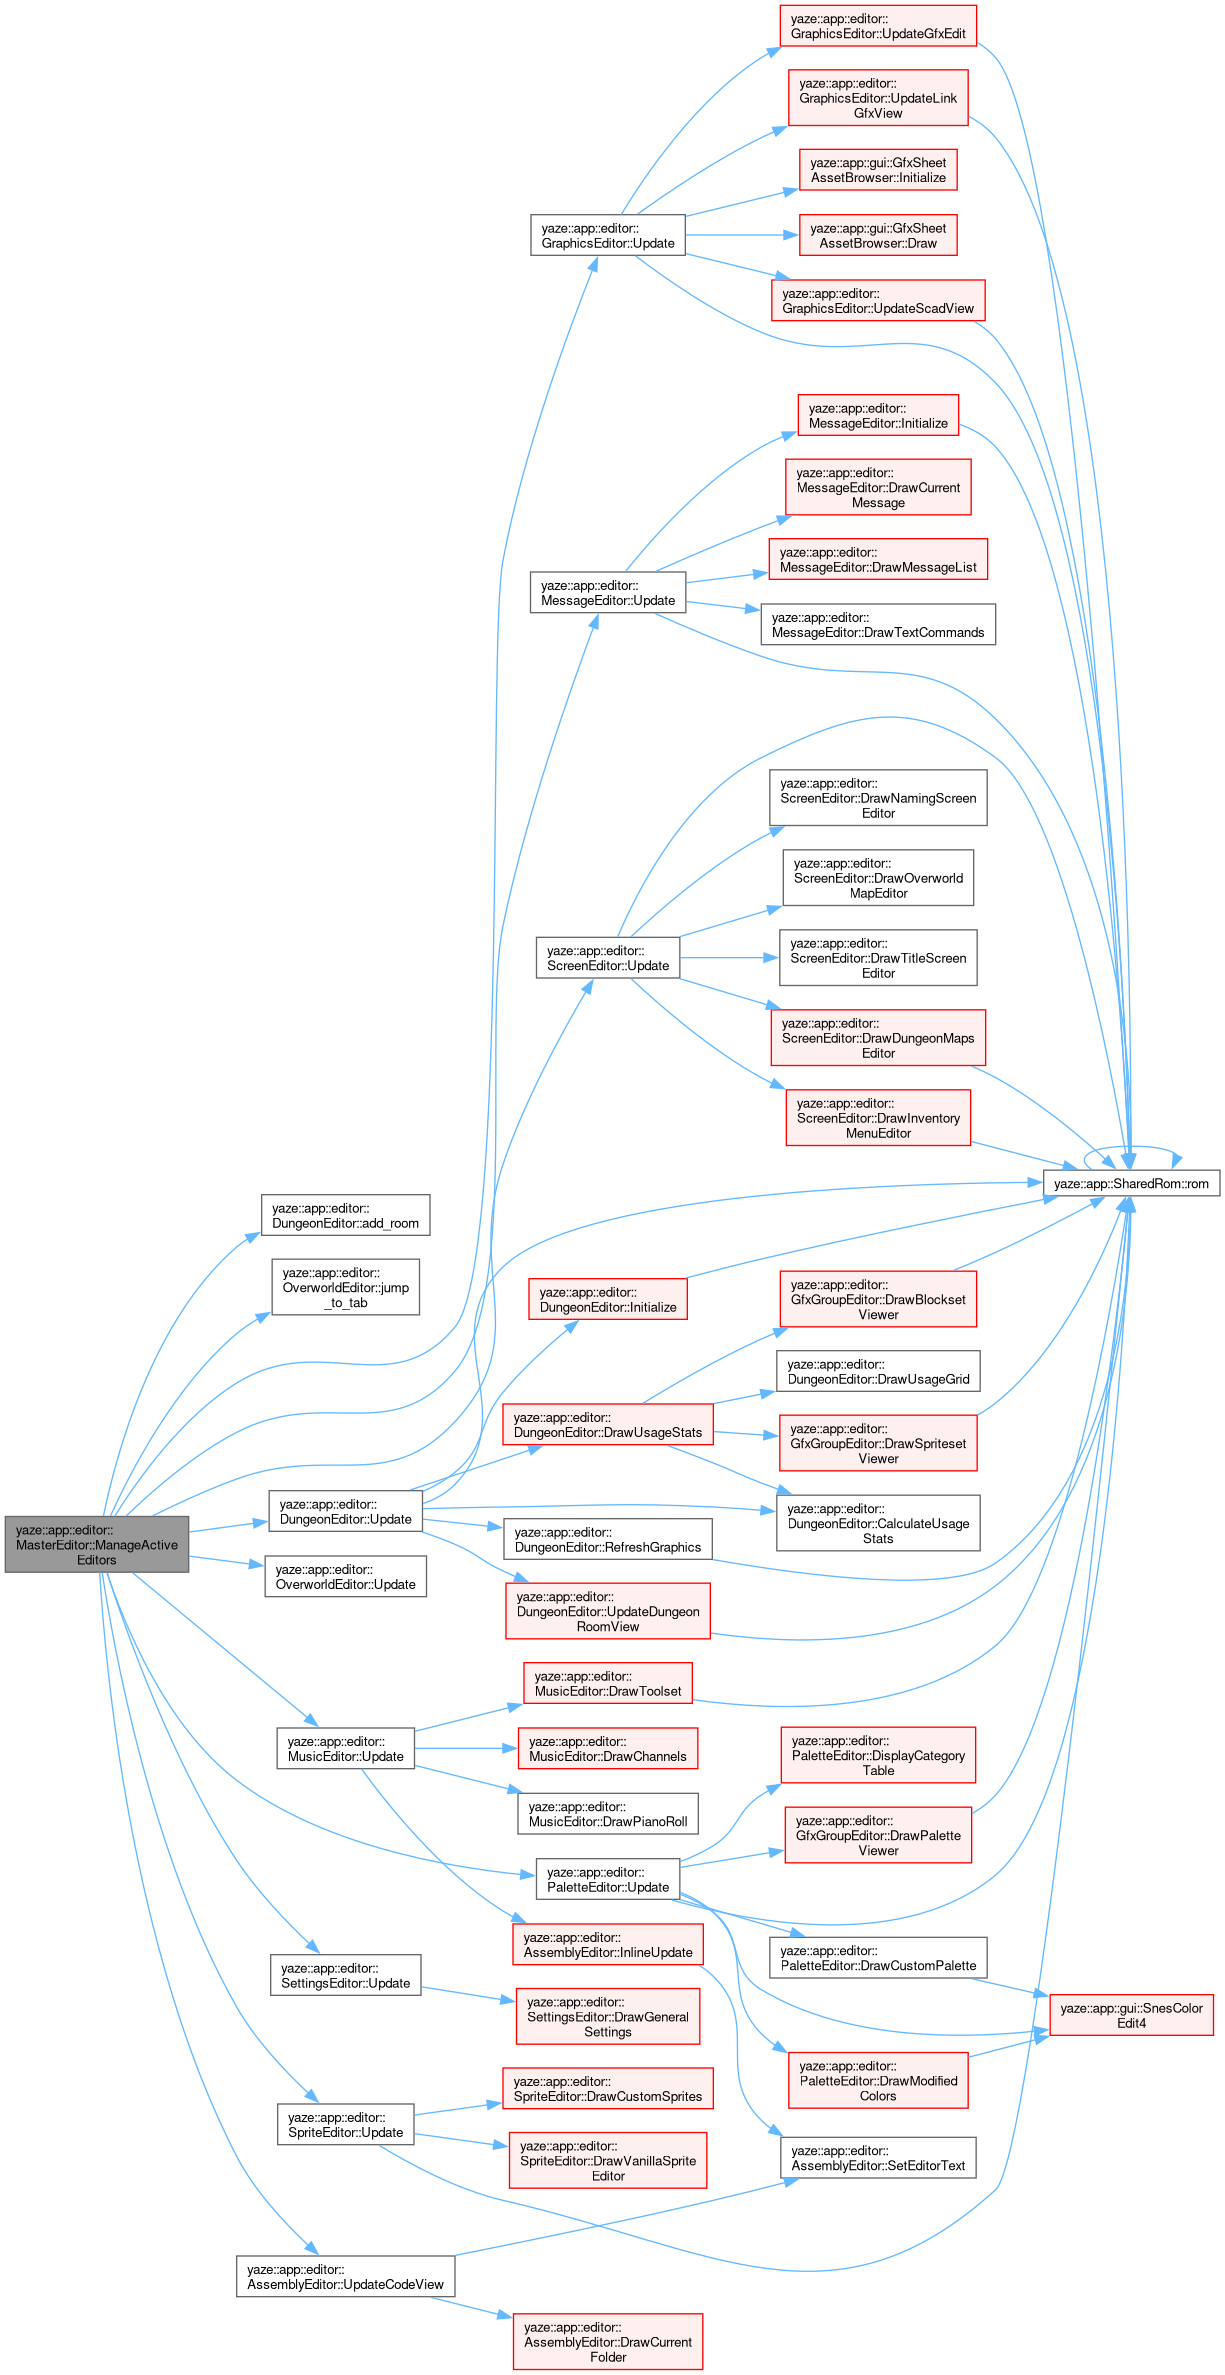 yaze::app::editor::
GraphicsEditor::UpdateGfxEdit
yaze::app::editor::
GraphicsEditor::UpdateLink
GfxView
yaze::app::gui::GfxSheet
AssetBrowser::Initialize
yaze::app::editor::
GraphicsEditor::Update
yaze::app::gui::GfxSheet
AssetBrowser::Draw
yaze::app::editor::
GraphicsEditor::UpdateScadView
yaze::app::editor::
MessageEditor::Initialize
yaze::app::editor::
MessageEditor::DrawCurrent
Message
yaze::app::editor::
MessageEditor::DrawMessageList
yaze::app::editor::
MessageEditor::Update
yaze::app::editor::
MessageEditor::DrawTextCommands
yaze::app::editor::
ScreenEditor::DrawNamingScreen
Editor
yaze::app::editor::
ScreenEditor::DrawOverworld
MapEditor
yaze::app::editor::
ScreenEditor::Update
yaze::app::editor::
ScreenEditor::DrawTitleScreen
Editor
yaze::app::editor::
ScreenEditor::DrawDungeonMaps
Editor
yaze::app::editor::
ScreenEditor::DrawInventory
MenuEditor
yaze::app::SharedRom::rom
yaze::app::editor::
DungeonEditor::add_room
yaze::app::editor::
OverworldEditor::jump
_to_tab
yaze::app::editor::
DungeonEditor::Initialize
yaze::app::editor::
GfxGroupEditor::DrawBlockset
Viewer
yaze::app::editor::
DungeonEditor::DrawUsageGrid
yaze::app::editor::
DungeonEditor::DrawUsageStats
yaze::app::editor::
GfxGroupEditor::DrawSpriteset
Viewer
yaze::app::editor::
DungeonEditor::Update
yaze::app::editor::
DungeonEditor::CalculateUsage
Stats
yaze::app::editor::
MasterEditor::ManageActive
Editors
yaze::app::editor::
DungeonEditor::RefreshGraphics
yaze::app::editor::
OverworldEditor::Update
yaze::app::editor::
DungeonEditor::UpdateDungeon
RoomView
yaze::app::editor::
MusicEditor::DrawToolset
yaze::app::editor::
MusicEditor::Update
yaze::app::editor::
MusicEditor::DrawChannels
yaze::app::editor::
PaletteEditor::DisplayCategory
Table
yaze::app::editor::
MusicEditor::DrawPianoRoll
yaze::app::editor::
GfxGroupEditor::DrawPalette
Viewer
yaze::app::editor::
PaletteEditor::Update
yaze::app::editor::
AssemblyEditor::InlineUpdate
yaze::app::editor::
PaletteEditor::DrawCustomPalette
yaze::app::editor::
SettingsEditor::Update
yaze::app::editor::
SettingsEditor::DrawGeneral
Settings
yaze::app::gui::SnesColor
Edit4
yaze::app::editor::
PaletteEditor::DrawModified
Colors
yaze::app::editor::
SpriteEditor::DrawCustomSprites
yaze::app::editor::
SpriteEditor::Update
yaze::app::editor::
SpriteEditor::DrawVanillaSprite
Editor
yaze::app::editor::
AssemblyEditor::SetEditorText
yaze::app::editor::
AssemblyEditor::UpdateCodeView
yaze::app::editor::
AssemblyEditor::DrawCurrent
Folder